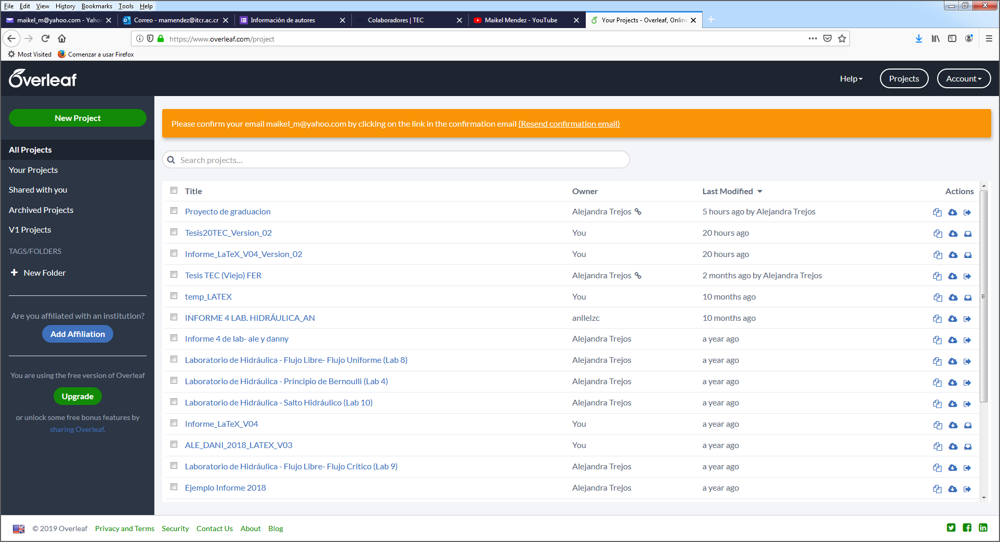 File Edit View History Bookmarks Tools Help
maikel_m@yahoo.com - Yahoo
Correo - mamendez@itcr.ac.cr
Información de autores
Colaboradores | TEC
Maikel Mendez - YouTube
Your Projects - Overleaf, Online
https://www.overleaf.com/project
Most Visited Comenzar a usar Firefox
Overleaf
Help Projects Account
New Project
Please confirm your email maikel_m@yahoo.com by clicking on the link in the confirmation email (Resend confirmation email)
All Projects
Your Projects
Shared with you
Archived Projects
V1 Projects
TAGS/FOLDERS
New Folder
Are you affiliated with an institution?
Add Affiliation
You are using the free version of Overleaf
Upgrade
or unlock some free bonus features by
sharing Overleaf.
Search projects...
Title Owner Last Modified Actions
Proyecto de graduacion Alejandra Trejos 5 hours ago by Alejandra Trejos
Tesis20TEC_Version_02 You 20 hours ago
Informe_LaTeX_V04_Version_02 You 20 hours ago
Tesis TEC (Viejo) FER Alejandra Trejos 2 months ago by Alejandra Trejos
temp_LATEX You 10 months ago
INFORME 4 LAB. HIDRÁULICA_AN anllelzc 10 months ago
Informe 4 de lab- ale y danny Alejandra Trejos a year ago
Laboratorio de Hidráulica - Flujo Libre- Flujo Uniforme (Lab 8) Alejandra Trejos a year ago
Laboratorio de Hidráulica - Principio de Bernoulli (Lab 4) Alejandra Trejos a year ago
Laboratorio de Hidráulica - Salto Hidráulico (Lab 10) Alejandra Trejos a year ago
Informe_LaTeX_V04 You a year ago
ALE_DANI_2018_LATEX_V03 You a year ago
Laboratorio de Hidráulica - Flujo Libre- Flujo Critico (Lab 9) Alejandra Trejos a year ago
Ejemplo Informe 2018 Alejandra Trejos a year ago
© 2019 Overleaf Privacy and Terms Security Contact Us About Blog